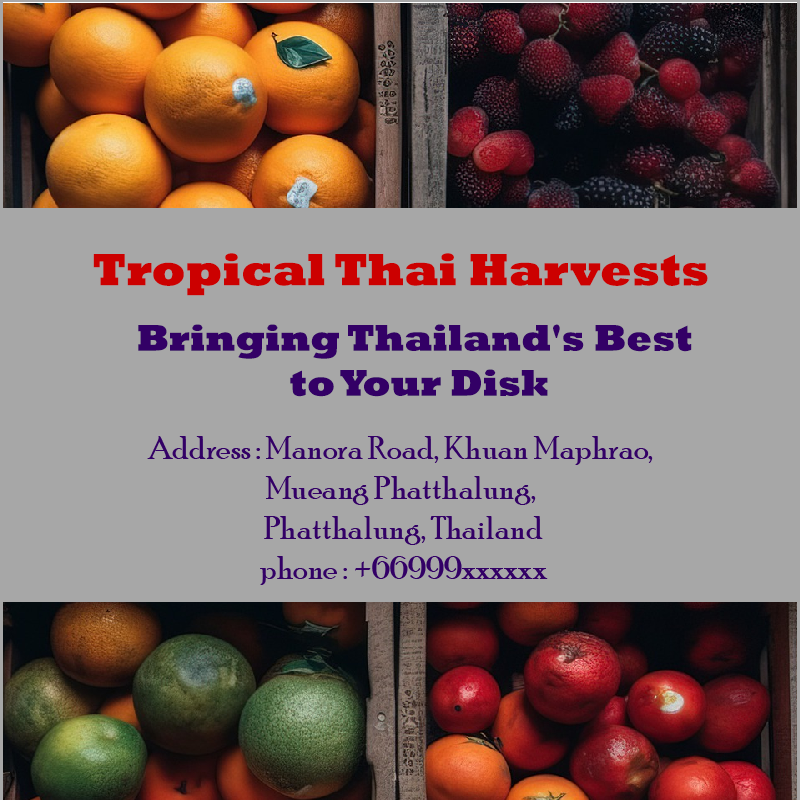 Tropical Thai Harvests
Bringing Thailand's Best
to Your Disk
Address : Manora Road, Khuan Maphrao,
Mueang Phatthalung,
Phatthalung, Thailand
phone : +66999xxxxxx